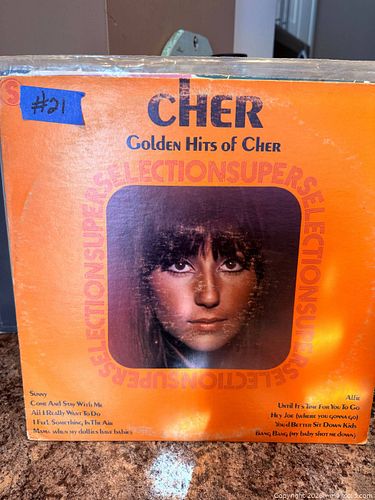 S
#21
CHER
Golden Hits of Cher
SELECTIONSUPERSELECTIONSUPERSELECTIONSUPERSELECTIONSUPER
Sunny
Come And Stay With Me
All I Really Want To Do
I Feel Something In The Air
Mama when my dollies have babies
Alfie
Until It's Time For You To Go
Hey Joe (where you gonna go)
You'd Better Sit Down Kids
Bang Bang (my baby shot me down)